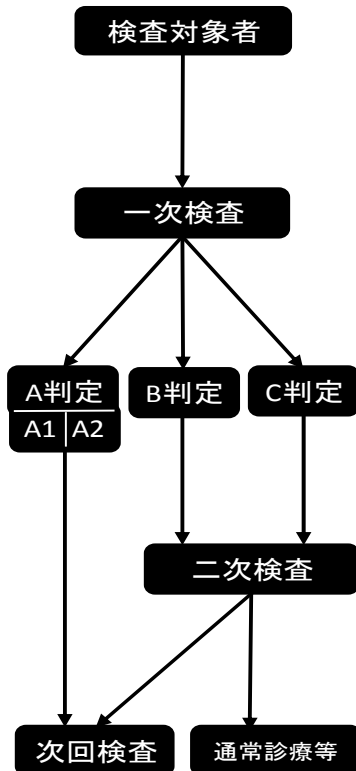 検査対象者
一次検査
A判定
A1 A2
B判定
C判定
二次検査
次回検査
通常診療等